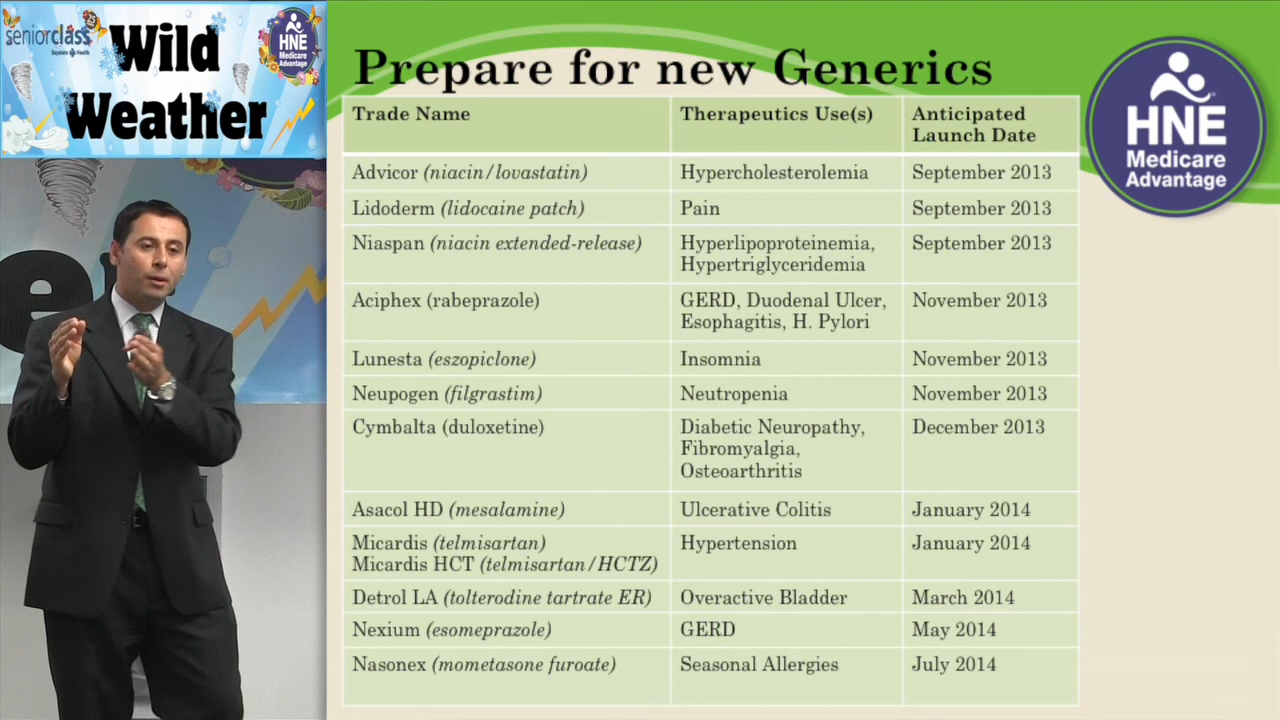 seniorclass
25
Baystate Health
Wild
Weather
HNE
Medicare
Advantage
Prepare for new Generics
HNE
Medicare
Advantage
Trade Name Therapeutics Use(s) Anticipated
Launch Date
Advicor (niacin/lovastatin) Hypercholesterolemia September 2013
Lidoderm (lidocaine patch) Pain September 2013
Niaspan (niacin extended-release) Hyperlipoproteinemia, September 2013
Hypertriglyceridemia
Aciphex (rabeprazole) GERD, Duodenal Ulcer, November 2013
Esophagitis, H. Pylori
Lunesta (eszopiclone) Insomnia November 2013
Neupogen (filgrastim) Neutropenia November 2013
Cymbalta (duloxetine) Diabetic Neuropathy, December 2013
Fibromyalgia,
Osteoarthritis
Asacol HD (mesalamine) Ulcerative Colitis January 2014
Micardis (telmisartan) Hypertension January 2014
Micardis HCT (telmisartan/HCTZ)
Detrol LA (tolterodine tartrate ER) Overactive Bladder March 2014
Nexium (esomeprazole) GERD May 2014
Nasonex (mometasone furoate) Seasonal Allergies July 2014